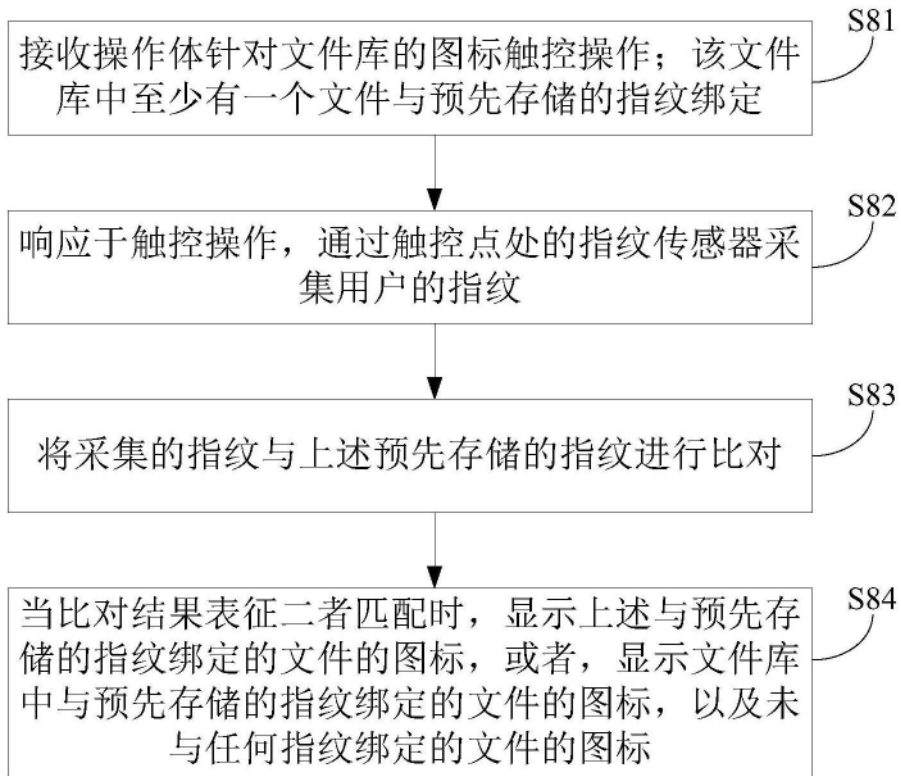 S81
接收操作体针对文件库的图标触控操作；该文件
库中至少有一个文件与预先存储的指纹绑定
S82
响应于触控操作，通过触控点处的指纹传感器采
集用户的指纹
S83
将采集的指纹与上述预先存储的指纹进行比对
S84
当比对结果表征二者匹配时，显示上述与预先存
储的指纹绑定的文件的图标，或者，显示文件库
中与预先存储的指纹绑定的文件的图标，以及未
与任何指纹绑定的文件的图标